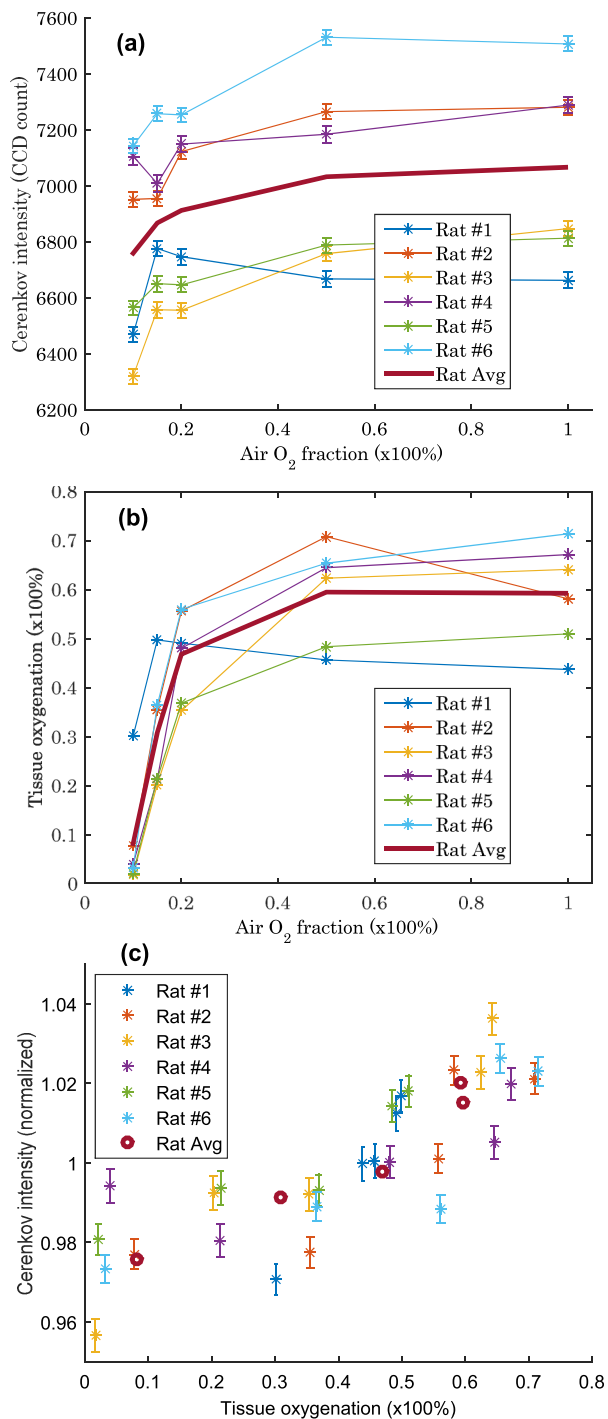 (a)
7600
7400
7200
7000
6800
6600
6400
6200
Cerenkov intensity (CCD count)
Rat #1
Rat #2
Rat #3
Rat #4
Rat #5
Rat #6
Rat Avg
0 0.2 0.4 0.6 0.8 1
Air O2 fraction (x100%)
(b)
0.8
0.7
0.6
0.5
0.4
0.3
0.2
0.1
0
Tissue oxygenation (x100%)
Rat #1
Rat #2
Rat #3
Rat #4
Rat #5
Rat #6
Rat Avg
0 0.2 0.4 0.6 0.8 1
Air O2 fraction (x100%)
(c)
Rat #1
Rat #2
Rat #3
Rat #4
Rat #5
Rat #6
Rat Avg
1.04
1.02
1
0.98
0.96
Cerenkov intensity (normalized)
0 0.1 0.2 0.3 0.4 0.5 0.6 0.7 0.8
Tissue oxygenation (x100%)